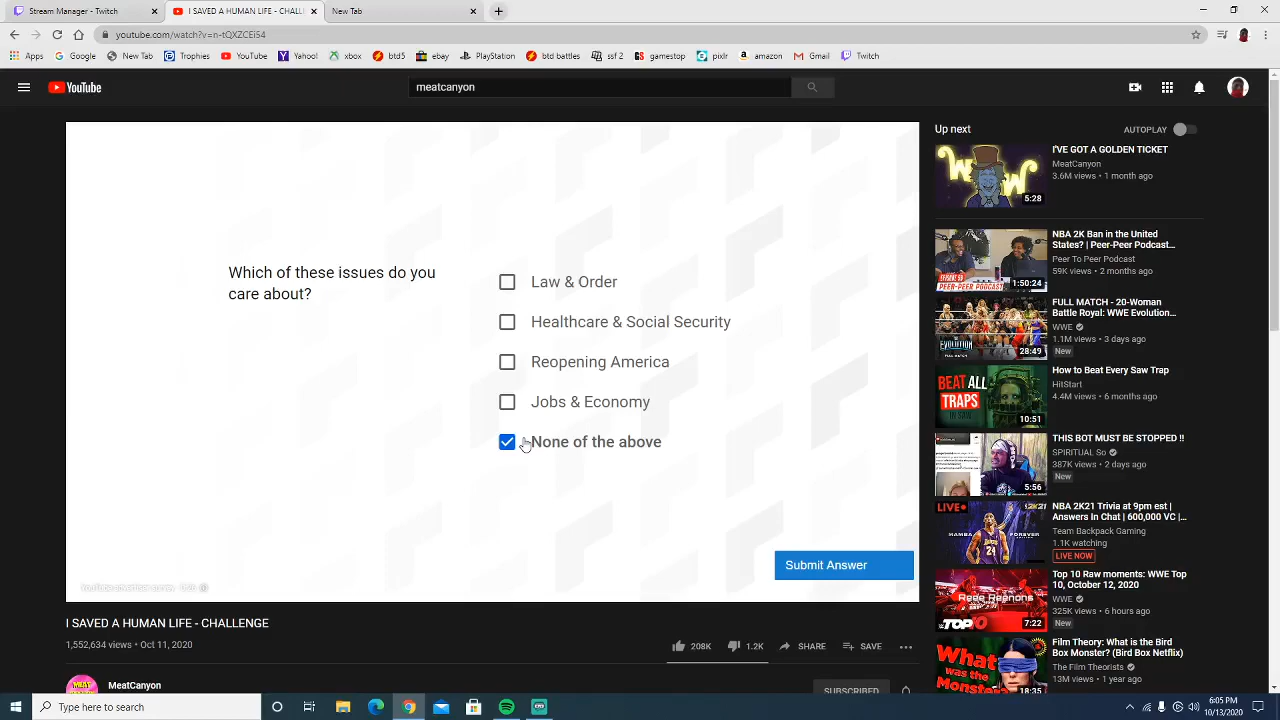 Stream Manager - Twitch
I SAVED A HUMAN LIFE - CHALL
New Tab
youtube.com/watch?v=n-tQXZCEi54
Apps
Google
New Tab
Trophies
YouTube
Yahoo!
xbox
btd5
ebay
PlayStation
btd battles
ssf 2
gamestop
pixlr
amazon
Gmail
Twitch
YouTube
meatcanyon
Which of these issues do you
care about?
Law & Order
Healthcare & Social Security
Reopening America
Jobs & Economy
None of the above
Submit Answer
I SAVED A HUMAN LIFE - CHALLENGE
1,552,634 views • Oct 11, 2020
208K
1.2K
SHARE
SAVE
MeatCanyon
SUBSCRIBED
Up next
AUTOPLAY
5:28
I'VE GOT A GOLDEN TICKET
MeatCanyon
3.6M views • 1 month ago
1:50:24
NBA 2K Ban in the United
States? | Peer-Peer Podcast...
Peer To Peer Podcast
59K views • 2 months ago
28:49
FULL MATCH - 20-Woman
Battle Royal: WWE Evolution...
WWE
1.1M views • 3 days ago
New
BEAT ALL
TRAPS
10:51
How to Beat Every Saw Trap
HitStart
4.4M views • 6 months ago
5:56
THIS BOT MUST BE STOPPED !!
SPIRITUAL So
387K views • 2 days ago
New
LIVE
24
NBA 2K21 Trivia at 9pm est |
Answers In Chat | 600,000 VC |...
Team Backpack Gaming
1.1K watching
LIVE NOW
TOP 10
7:22
Top 10 Raw moments: WWE Top
10, October 12, 2020
WWE
325K views • 6 hours ago
New
What
was the
Monster
18:35
Film Theory: What is the Bird
Box Monster? (Bird Box Netflix)
The Film Theorists
13M views • 1 year ago
Type here to search
6:05 PM
10/13/2020